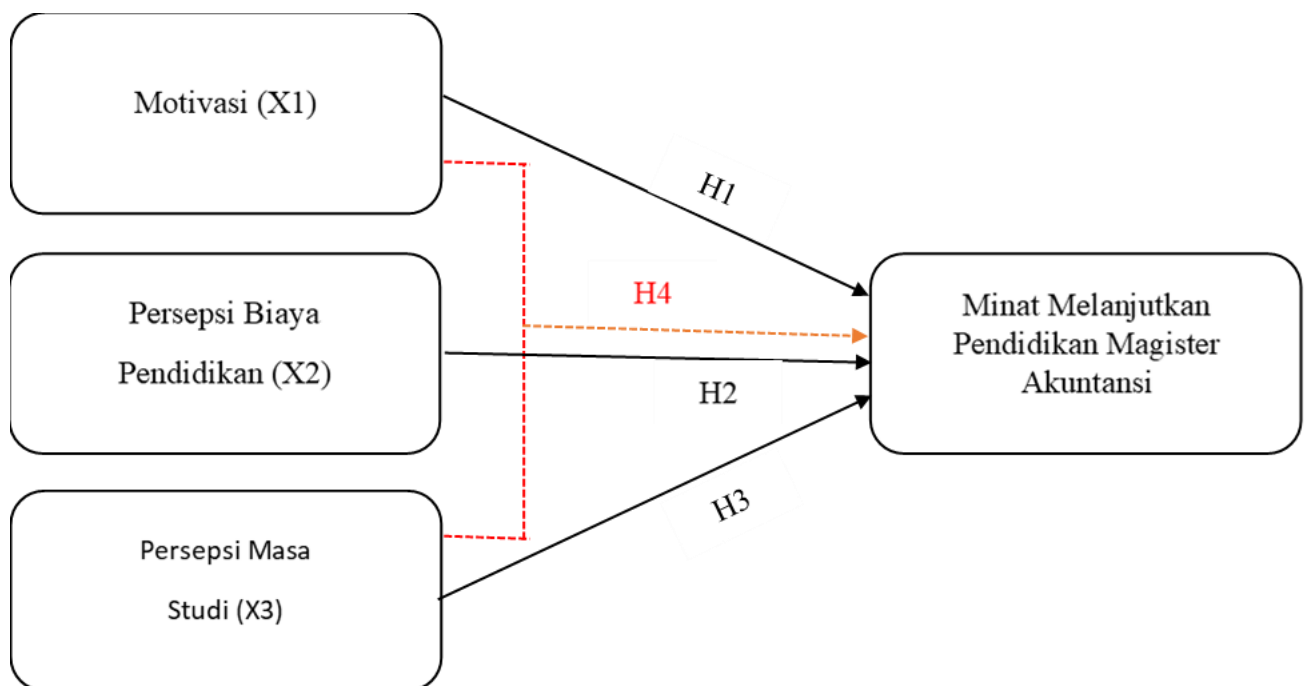 Motivasi (X1)
H1
Persepsi Biaya
Pendidikan (X2)
H4
H2
Minat Melanjutkan
Pendidikan Magister
Akuntansi
Persepsi Masa
Studi (X3)
H3